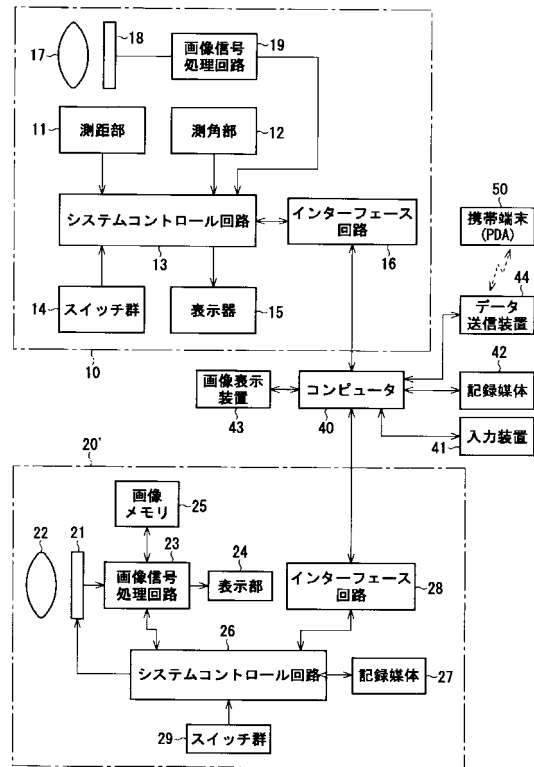 17
18
画像信号
処理回路
19
測距部
11
測角部
12
システムコントロール回路
13
インターフェース
回路
16
携帯端末
(PDA)
50
スイッチ群
14
表示器
15
データ
送信装置
44
10'
画像表示
装置
43
コンピュータ
40
記録媒体
42
入力装置
41
20'
画像
メモリ
25
22
21
画像信号
処理回路
23
表示部
24
インターフェース
回路
28
システムコントロール回路
26
記録媒体
27
スイッチ群
29